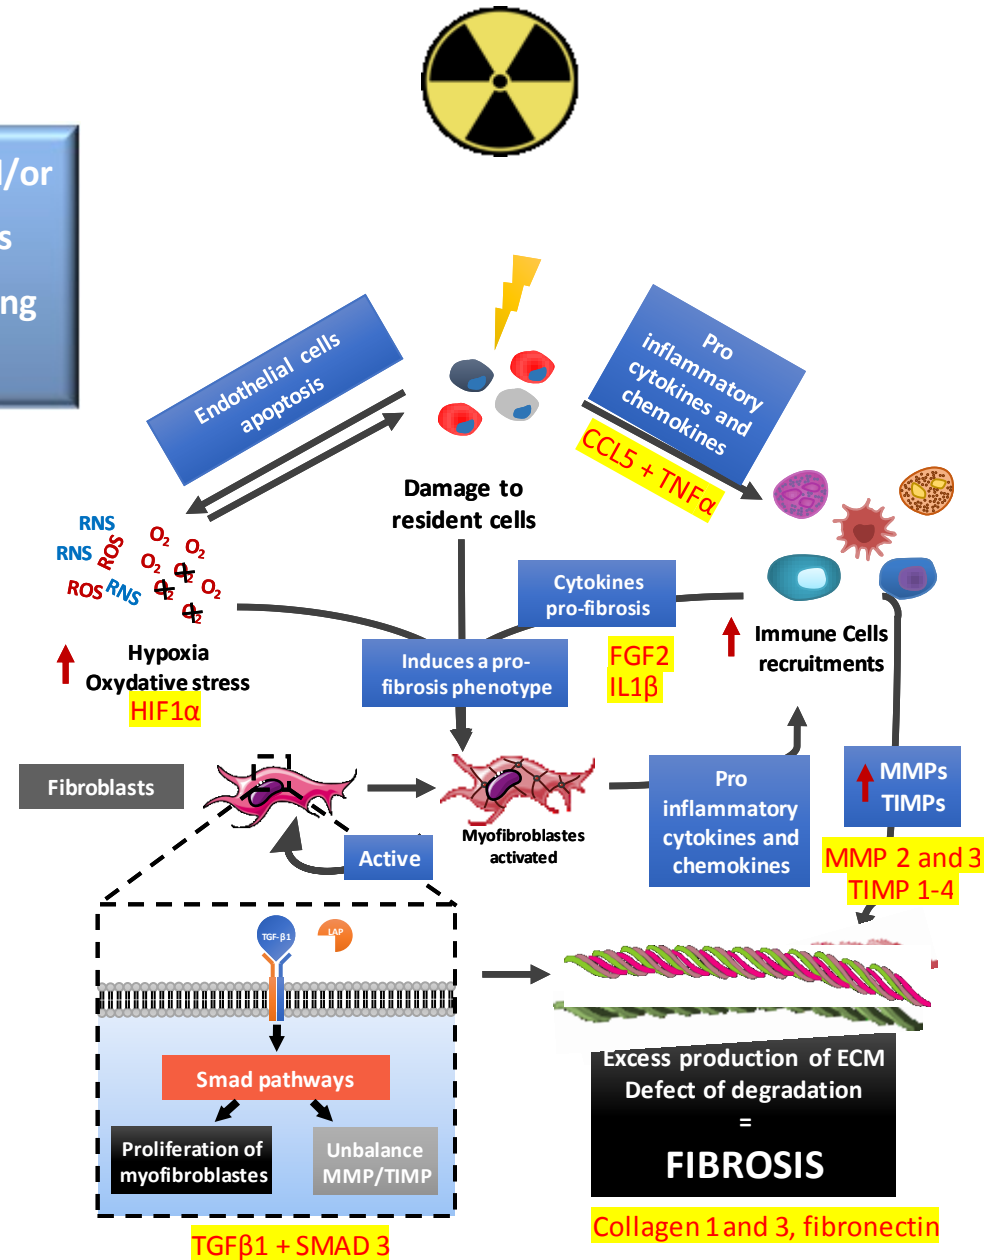 d/or
s
ng
Endothelial cells
apoptosis
Pro
inflammatory
cytokines and
chemokines
CCL5 + TNFα
Damage to
resident cells
RNS
RNS
ROS
ROS
RNS
O2
O2
O2
O2
O2
O2
O2
Hypoxia
Oxydative stress
HIF1α
Cytokines
pro-fibrosis
FGF2
IL1β
Immune Cells
recruitments
Induces a pro-
fibrosis phenotype
Fibroblasts
Myofibroblastes
activated
Active
Pro
inflammatory
cytokines and
chemokines
MMPs
TIMPs
MMP 2 and 3
TIMP 1-4
TGF-β1
LAP
Smad pathways
Proliferation of
myofibroblastes
Unbalance
MMP/TIMP
TGFβ1 + SMAD 3
Excess production of ECM
Defect of degradation
=
FIBROSIS
Collagen 1 and 3, fibronectin